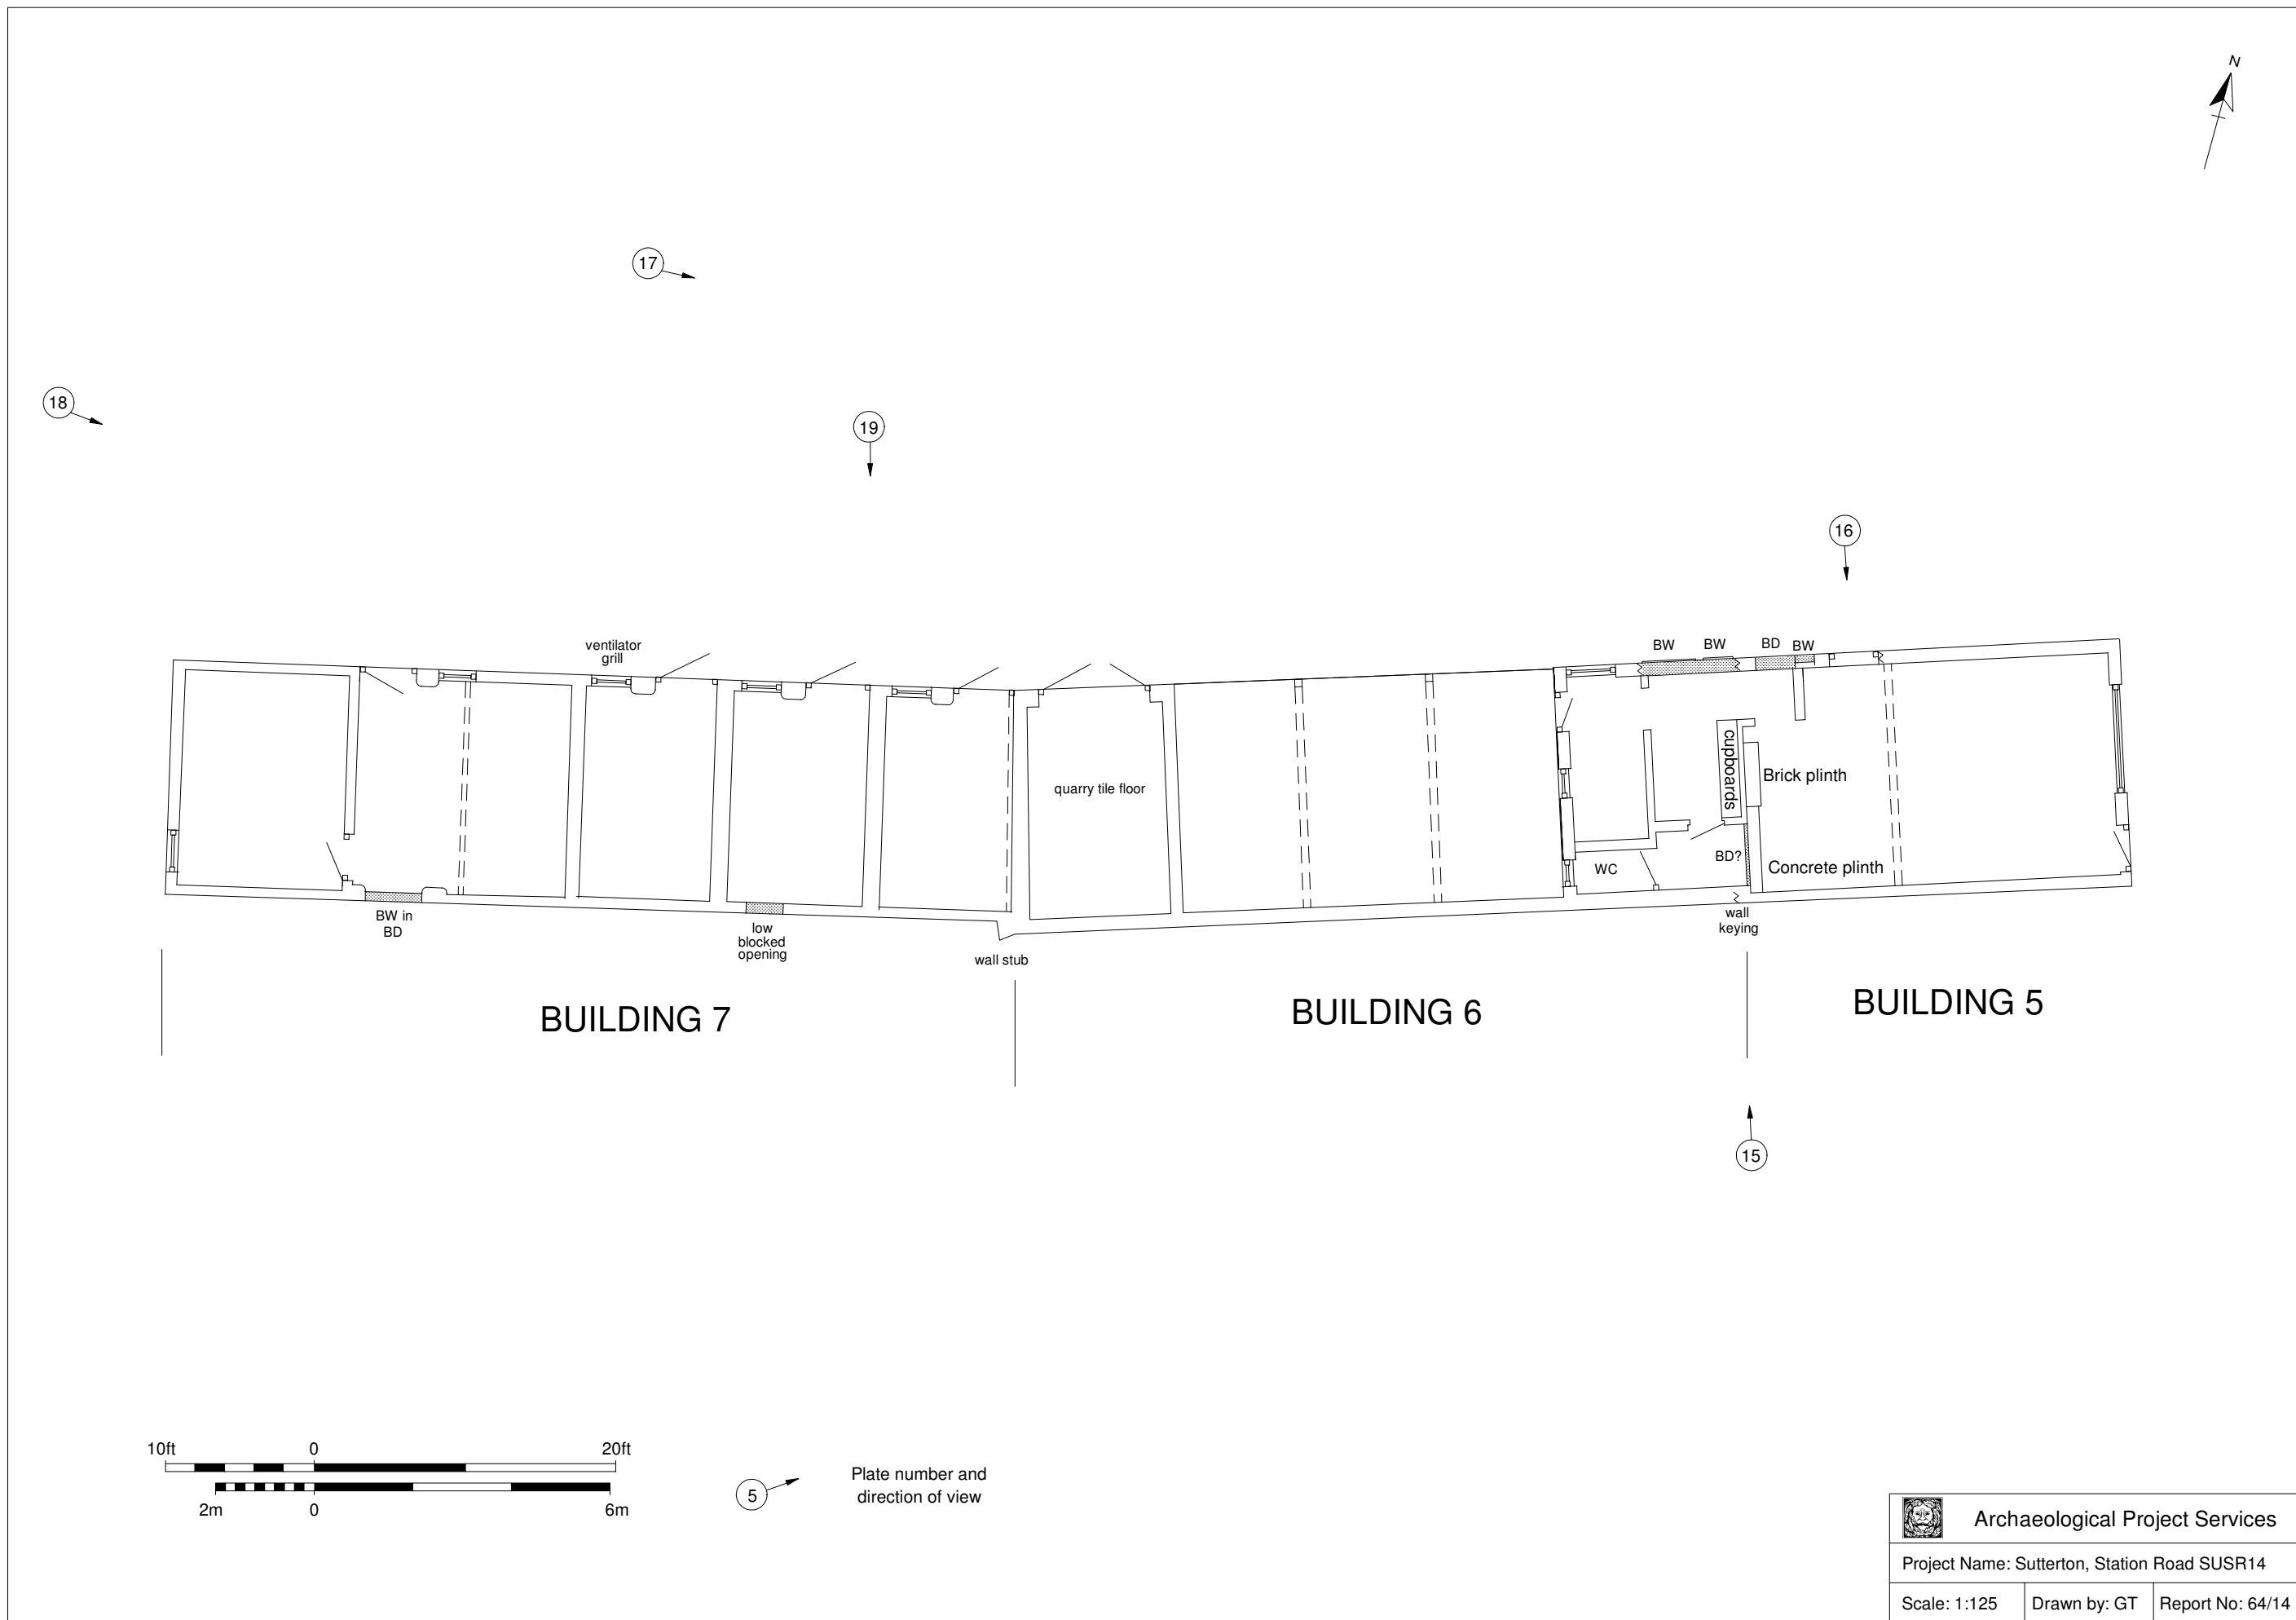 N
17
18
19
16
ventilator
grill
BW
BW
BD
BW
cupboards
Brick plinth
quarry tile floor
BD?
WC
Concrete plinth
BW in
BD
low
blocked
opening
wall stub
wall
keying
BUILDING 7
BUILDING 6
BUILDING 5
15
10ft
0
20ft
2m
0
6m
5
Plate number and
direction of view
Archaeological Project Services
Project Name: Sutterton, Station Road SUSR14
Scale: 1:125
Drawn by: GT
Report No: 64/14